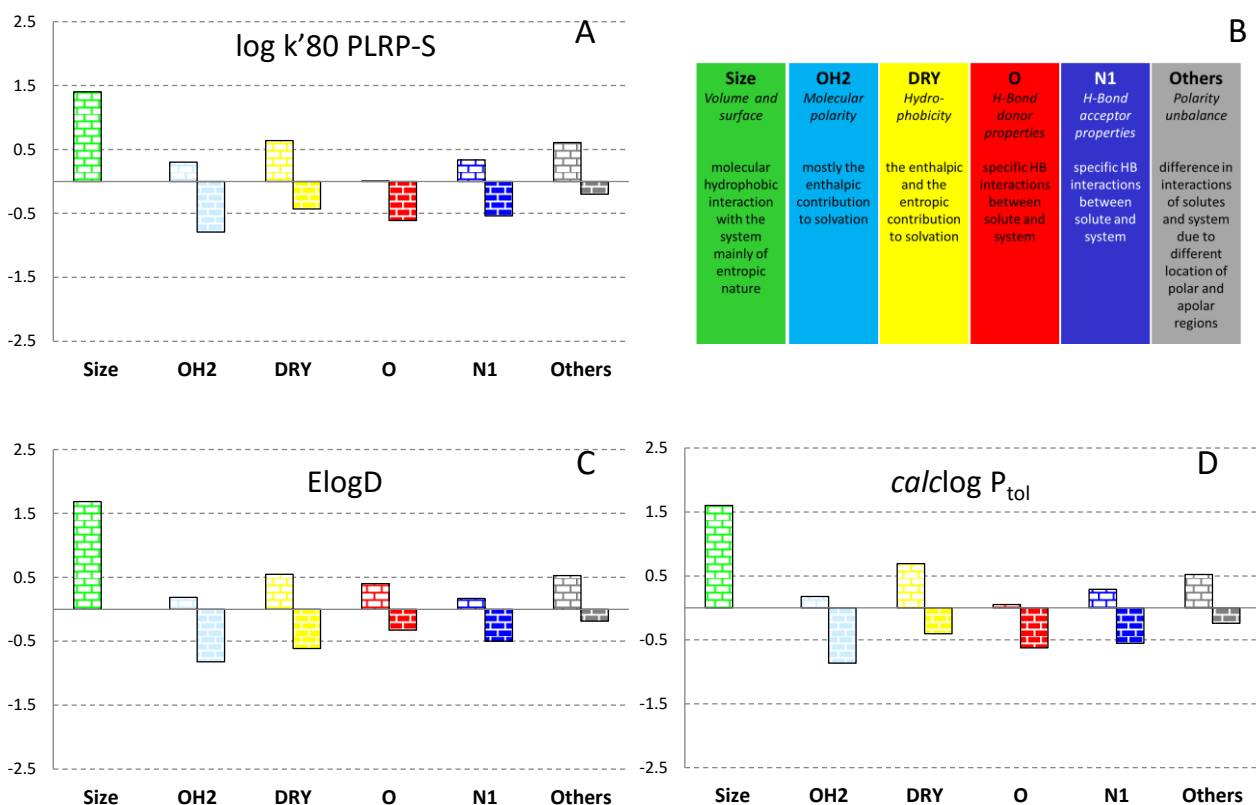 A
log k’80 PLRP-S
2.5
1.5
0.5
-0.5
-1.5
-2.5
Size OH2 DRY O N1 Others
B
Size
Volume and
surface
molecular
hydrophobic
interaction
with the
system
mainly of
entropic
nature
OH2
Molecular
polarity
mostly the
enthalpic
contribution
to solvation
DRY
Hydro-
phobicity
the enthalpic
and the
entropic
contribution
to solvation
O
H-Bond
donor
properties
specific HB
interactions
between
solute and
system
N1
H-Bond
acceptor
properties
specific HB
interactions
between
solute and
system
Others
Polarity
unbalance
difference in
interactions
of solutes
and system
due to
different
location of
polar and
apolar
regions
C
ElogD
2.5
1.5
0.5
-0.5
-1.5
-2.5
Size OH2 DRY O N1 Others
D
calclog Ptol
2.5
1.5
0.5
-0.5
-1.5
-2.5
Size OH2 DRY O N1 Others